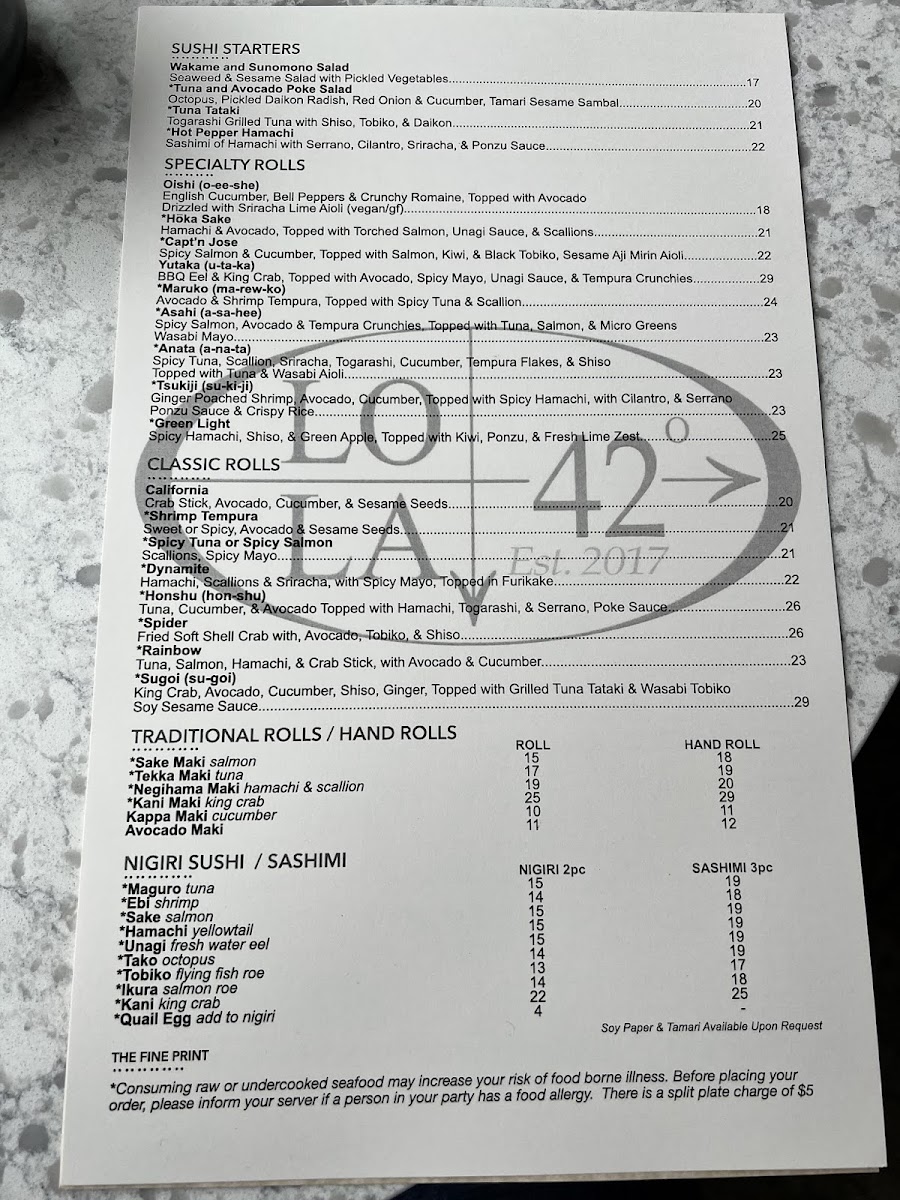 SUSHI STARTERS
Wakame and Sunomono Salad
Seaweed & Sesame Salad with Pickled Vegetables..........17
*Tuna and Avocado Poke Salad
Octopus, Pickled Daikon Radish, Red Onion & Cucumber, Tamari Sesame Sambal..........20
*Tuna Tataki
Togarashi Grilled Tuna with Shiso, Tobiko, & Daikon..........21
*Hot Pepper Hamachi
Sashimi of Hamachi with Serrano, Cilantro, Sriracha, & Ponzu Sauce..........22
SPECIALTY ROLLS
Oishi (o-ee-she)
English Cucumber, Bell Peppers & Crunchy Romaine, Topped with Avocado
Drizzled with Sriracha Lime Aioli (vegan/gf)..........18
*Hoka Sake
Hamachi & Avocado, Topped with Torched Salmon, Unagi Sauce, & Scallions..........21
*Capt'n Jose
Spicy Salmon & Cucumber, Topped with Salmon, Kiwi, & Black Tobiko, Sesame Aji Mirin Aioli..........22
Yutaka (u-ta-ka)
BBQ Eel & King Crab, Topped with Avocado, Spicy Mayo, Unagi Sauce, & Tempura Crunchies..........29
*Maruko (ma-rew-ko)
Avocado & Shrimp Tempura, Topped with Spicy Tuna & Scallion..........24
*Asahi (a-sa-hee)
Spicy Salmon, Avocado & Tempura Crunchies, Topped with Tuna, Salmon, & Micro Greens
Wasabi Mayo..........23
*Anata (a-na-ta)
Spicy Tuna, Scallion, Sriracha, Togarashi, Cucumber, Tempura Flakes, & Shiso
Topped with Tuna & Wasabi Aioli..........23
*Tsukiji (su-ki-ji)
Ginger Poached Shrimp, Avocado, Cucumber, Topped with Spicy Hamachi, with Cilantro, & Serrano
Ponzu Sauce & Crispy Rice..........23
*Green Light
Spicy Hamachi, Shiso, & Green Apple, Topped with Kiwi, Ponzu, & Fresh Lime Zest..........25
LO LA 42°
Est. 2017
CLASSIC ROLLS
California
Crab Stick, Avocado, Cucumber, & Sesame Seeds..........20
*Shrimp Tempura
Sweet or Spicy, Avocado & Sesame Seeds..........21
*Spicy Tuna or Spicy Salmon
Scallions, Spicy Mayo..........21
*Dynamite
Hamachi, Scallions & Sriracha, with Spicy Mayo, Topped in Furikake..........22
*Honshu (hon-shu)
Tuna, Cucumber, & Avocado Topped with Hamachi, Togarashi, & Serrano, Poke Sauce..........26
*Spider
Fried Soft Shell Crab with, Avocado, Tobiko, & Shiso..........26
*Rainbow
Tuna, Salmon, Hamachi, & Crab Stick, with Avocado & Cucumber..........23
*Sugoi (su-goi)
King Crab, Avocado, Cucumber, Shiso, Ginger, Topped with Grilled Tuna Tataki & Wasabi Tobiko
Soy Sesame Sauce..........29
TRADITIONAL ROLLS / HAND ROLLS
ROLL HAND ROLL
*Sake Maki salmon 15 18
*Tekka Maki tuna 17 19
*Negihama Maki hamachi & scallion 19 20
*Kani Maki king crab 25 29
Kappa Maki cucumber 10 11
Avocado Maki 11 12
NIGIRI SUSHI / SASHIMI
NIGIRI 2pc SASHIMI 3pc
*Maguro tuna 15 19
*Ebi shrimp 14 18
*Sake salmon 15 19
*Hamachi yellowtail 15 19
*Unagi fresh water eel 15 19
*Tako octopus 14 19
*Tobiko flying fish roe 13 17
*Ikura salmon roe 14 18
*Kani king crab 22 25
*Quail Egg add to nigiri 4 -
Soy Paper & Tamari Available Upon Request
THE FINE PRINT
*Consuming raw or undercooked seafood may increase your risk of food borne illness. Before placing your
order, please inform your server if a person in your party has a food allergy. There is a split plate charge of $5